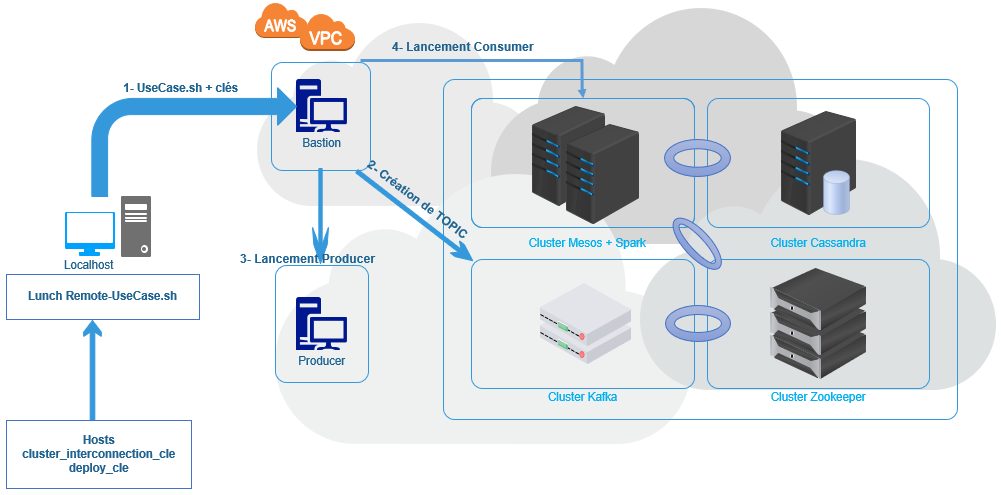 AWS
VPC
4- Lancement Consumer
1- UseCase.sh + clés
Bastion
2- Création de TOPIC
Cluster Mesos + Spark
Cluster Cassandra
Localhost
3- Lancement Producer
Lunch Remote-UseCase.sh
Producer
Cluster Kafka
Cluster Zookeeper
Hosts
cluster_interconnection_cle
deploy_cle